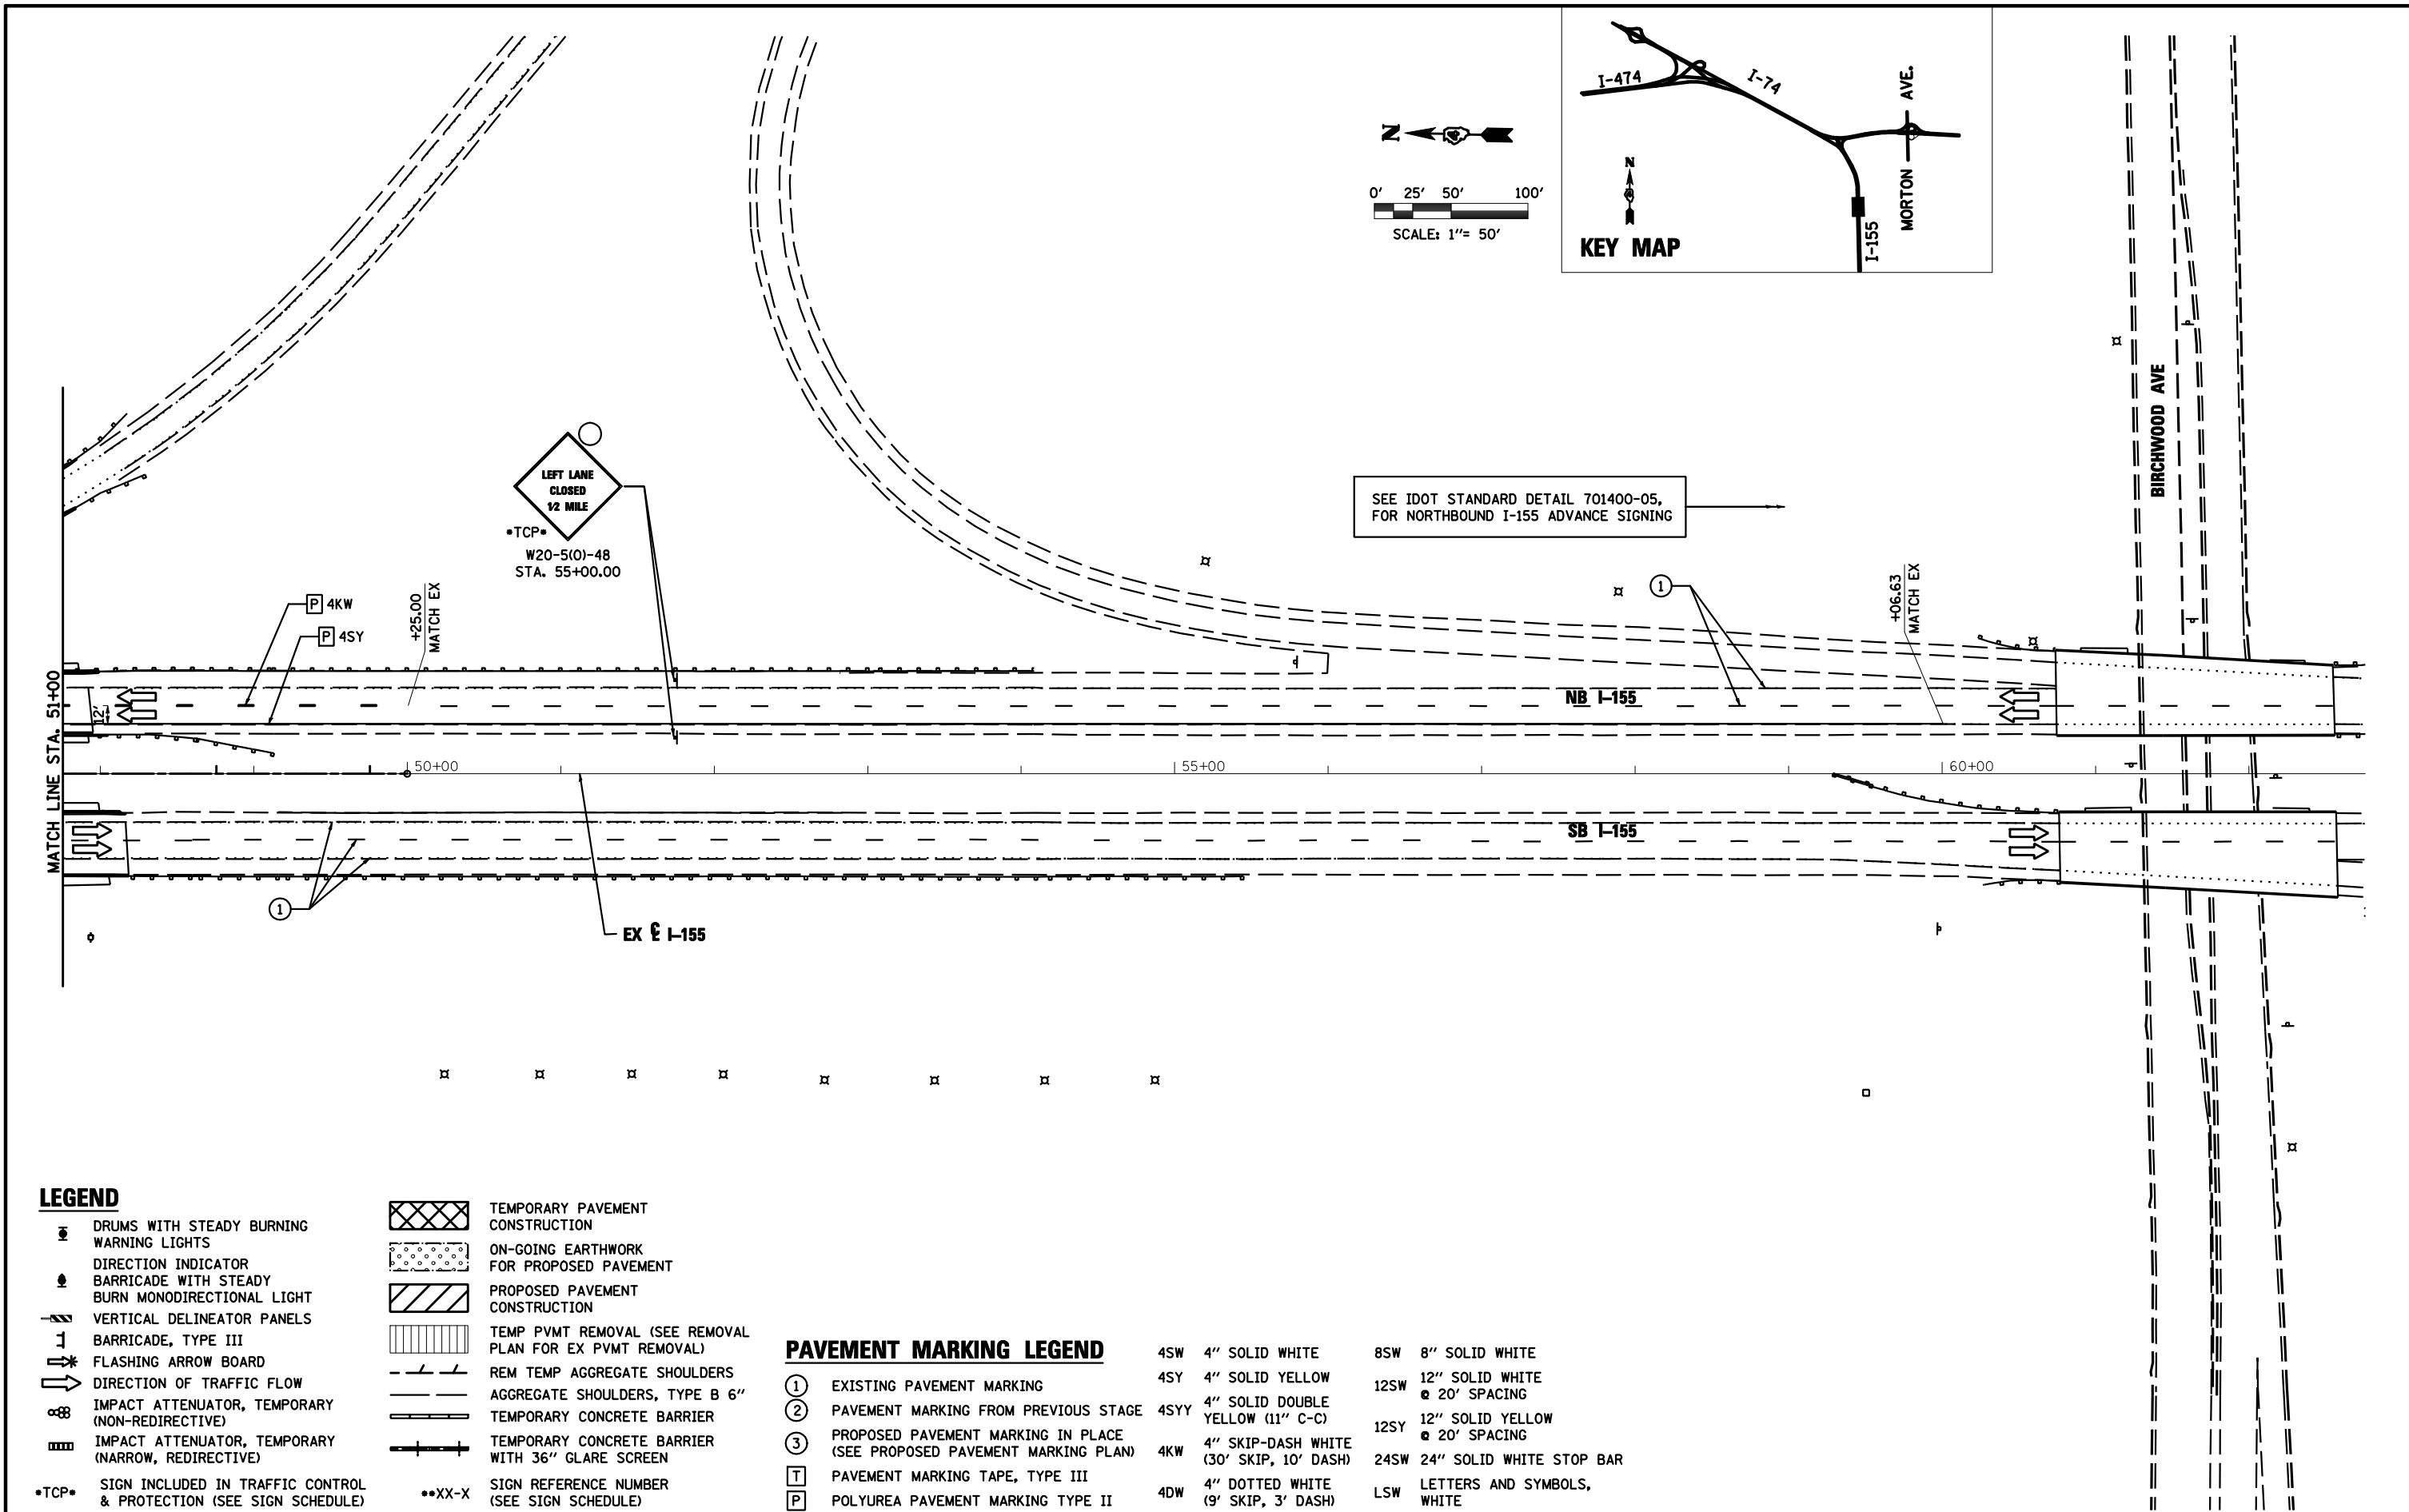 I-474
I-74
MORTON AVE.
I-155
N
KEY MAP
N
0' 25' 50' 100'
SCALE: 1"= 50'
BIRCHWOOD AVE
LEFT LANE
CLOSED
1/2 MILE
*TCP*
W20-5(O)-48
STA. 55+00.00
SEE IDOT STANDARD DETAIL 701400-05,
FOR NORTHBOUND I-155 ADVANCE SIGNING
P 4KW
P 4SY
+25.00
MATCH EX
1
+06.63
MATCH EX
MATCH LINE STA. 51+00
12'
NB I-155
50+00
55+00
60+00
SB I-155
1
EX ℄ I-155
LEGEND
DRUMS WITH STEADY BURNING
WARNING LIGHTS
DIRECTION INDICATOR
BARRICADE WITH STEADY
BURN MONODIRECTIONAL LIGHT
VERTICAL DELINEATOR PANELS
BARRICADE, TYPE III
FLASHING ARROW BOARD
DIRECTION OF TRAFFIC FLOW
IMPACT ATTENUATOR, TEMPORARY
(NON-REDIRECTIVE)
IMPACT ATTENUATOR, TEMPORARY
(NARROW, REDIRECTIVE)
*TCP* SIGN INCLUDED IN TRAFFIC CONTROL
& PROTECTION (SEE SIGN SCHEDULE)
TEMPORARY PAVEMENT
CONSTRUCTION
ON-GOING EARTHWORK
FOR PROPOSED PAVEMENT
PROPOSED PAVEMENT
CONSTRUCTION
TEMP PVMT REMOVAL (SEE REMOVAL
PLAN FOR EX PVMT REMOVAL)
REM TEMP AGGREGATE SHOULDERS
AGGREGATE SHOULDERS, TYPE B 6"
TEMPORARY CONCRETE BARRIER
TEMPORARY CONCRETE BARRIER
WITH 36" GLARE SCREEN
**XX-X SIGN REFERENCE NUMBER
(SEE SIGN SCHEDULE)
PAVEMENT MARKING LEGEND
1 EXISTING PAVEMENT MARKING
2 PAVEMENT MARKING FROM PREVIOUS STAGE
3 PROPOSED PAVEMENT MARKING IN PLACE
(SEE PROPOSED PAVEMENT MARKING PLAN)
T PAVEMENT MARKING TAPE, TYPE III
P POLYUREA PAVEMENT MARKING TYPE II
4SW 4" SOLID WHITE
4SY 4" SOLID YELLOW
4SYY 4" SOLID DOUBLE
YELLOW (11" C-C)
4KW 4" SKIP-DASH WHITE
(30' SKIP, 10' DASH)
4DW 4" DOTTED WHITE
(9' SKIP, 3' DASH)
8SW 8" SOLID WHITE
12SW 12" SOLID WHITE
@ 20' SPACING
12SY 12" SOLID YELLOW
@ 20' SPACING
24SW 24" SOLID WHITE STOP BAR
LSW LETTERS AND SYMBOLS,
WHITE